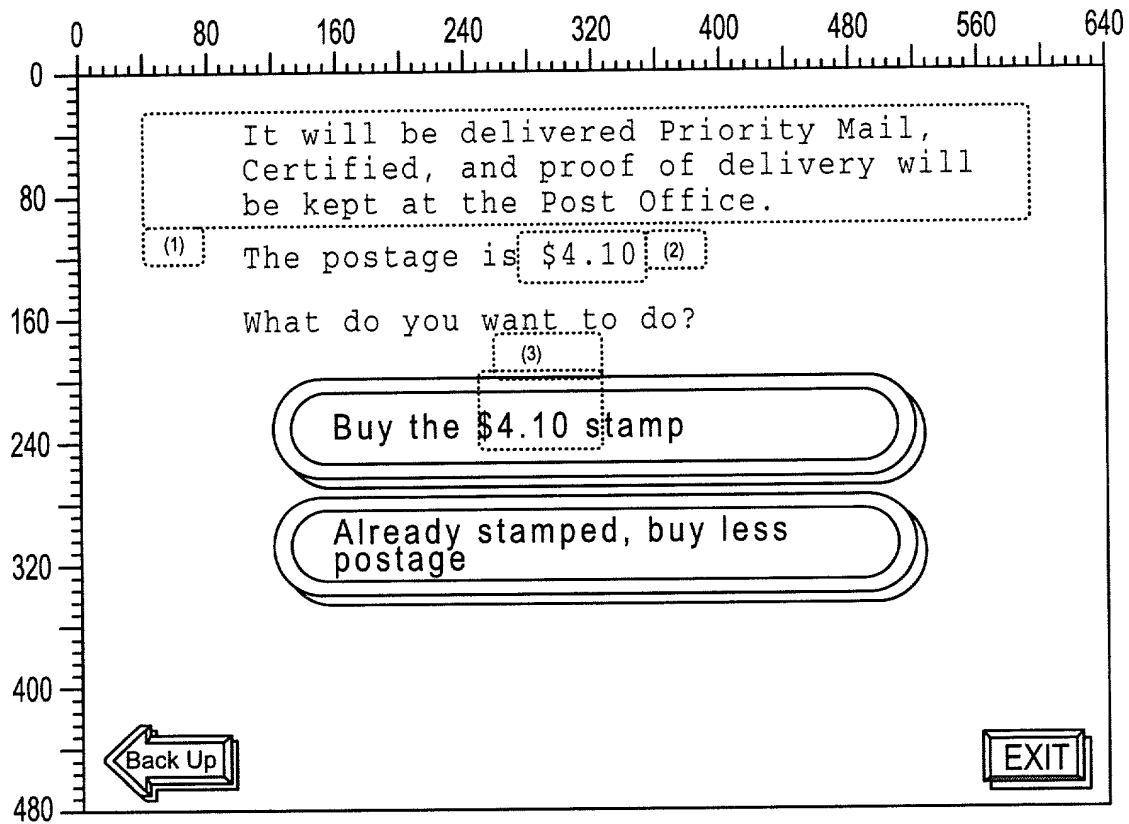 0 80 160 240 320 400 480 560 640
0
It will be delivered Priority Mail,
Certified, and proof of delivery will
80
be kept at the Post Office.
(1) The postage is $4.10 (2)
160
What do you want to do?
(3)
Buy the $4.10 stamp
240
Already stamped, buy less
postage
320
400
Back Up
EXIT
480